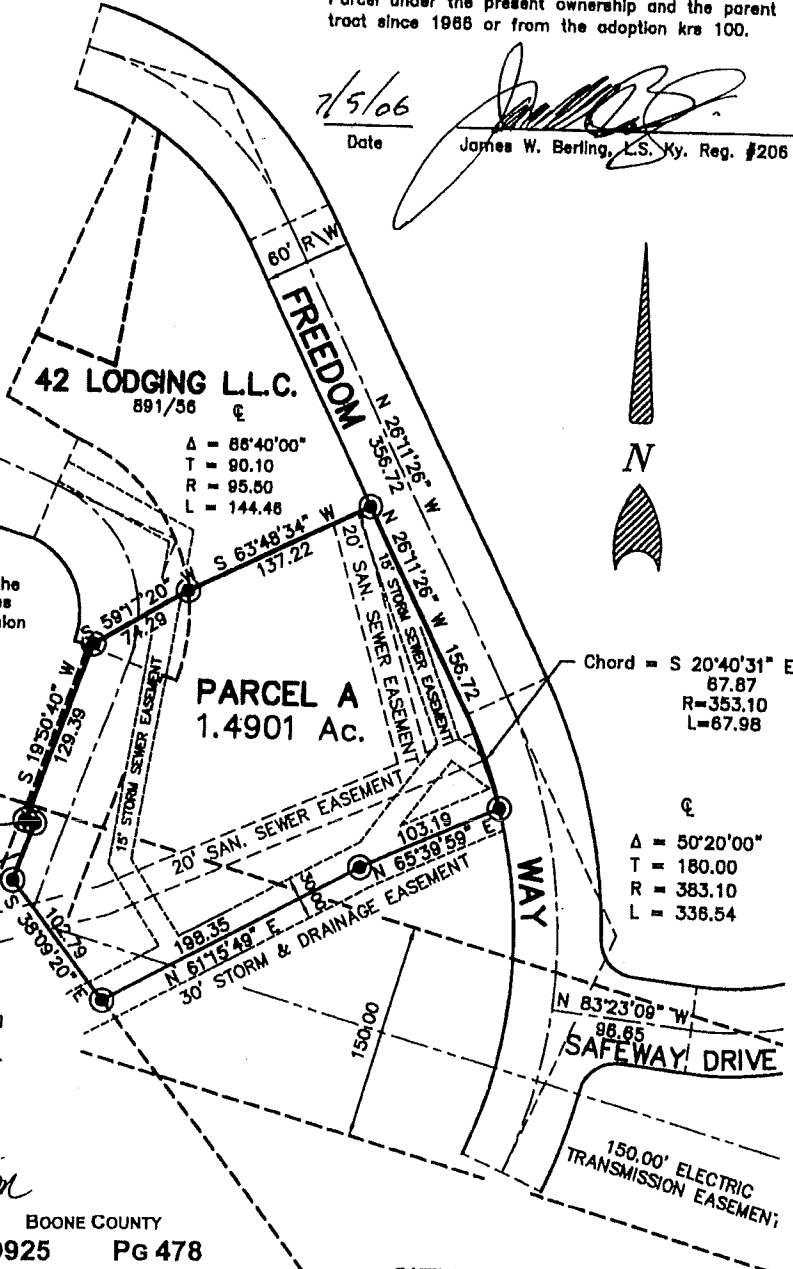 Parcel under the present ownership and the parent
tract since 1966 or from the adoption krs 100.
7/5/06
Date
James W. Berling, L.S. Ky. Reg. #206
60' R\W
FREEDOM
N 26°11'26" W
356.72
42 LODGING L.L.C.
891/56
℄
Δ = 86°40'00"
T = 90.10
R = 95.50
L = 144.46
N
S 63°48'34" W
137.22
N 26°11'26" W 156.72
15' STORM SEWER EASEMENT
20' SAN. SEWER EASEMENT
S 59°17'20" W
74.29
S 19°50'40" W
129.39
15' STORM SEWER EASEMENT
PARCEL A
1.4901 Ac.
Chord = S 20°40'31" E
67.87
R=353.10
L=67.98
℄
Δ = 50°20'00"
T = 180.00
R = 383.10
L = 336.54
20' SAN. SEWER EASEMENT
103.19
N 65°39'59" E
30.00
198.35
N 61°15'49" E
30' STORM & DRAINAGE EASEMENT
102.79
S 38°09'20" E
WAY
150.00
N 83°23'09" W
96.65
SAFEWAY DRIVE
150.00' ELECTRIC
TRANSMISSION EASEMEN
BOONE COUNTY
925 PG 478